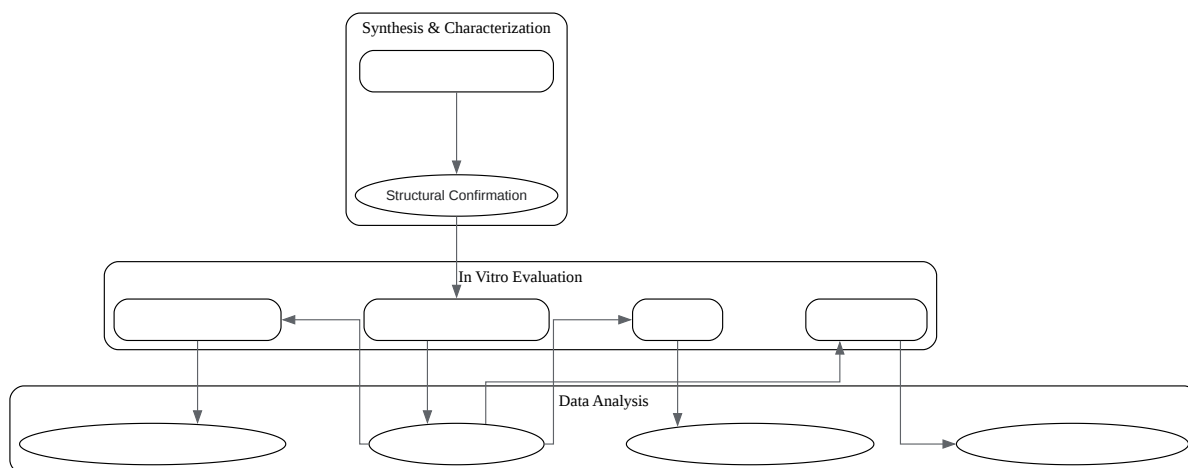 Synthesis & Characterization
Structural Confirmation
In Vitro Evaluation
Data Analysis